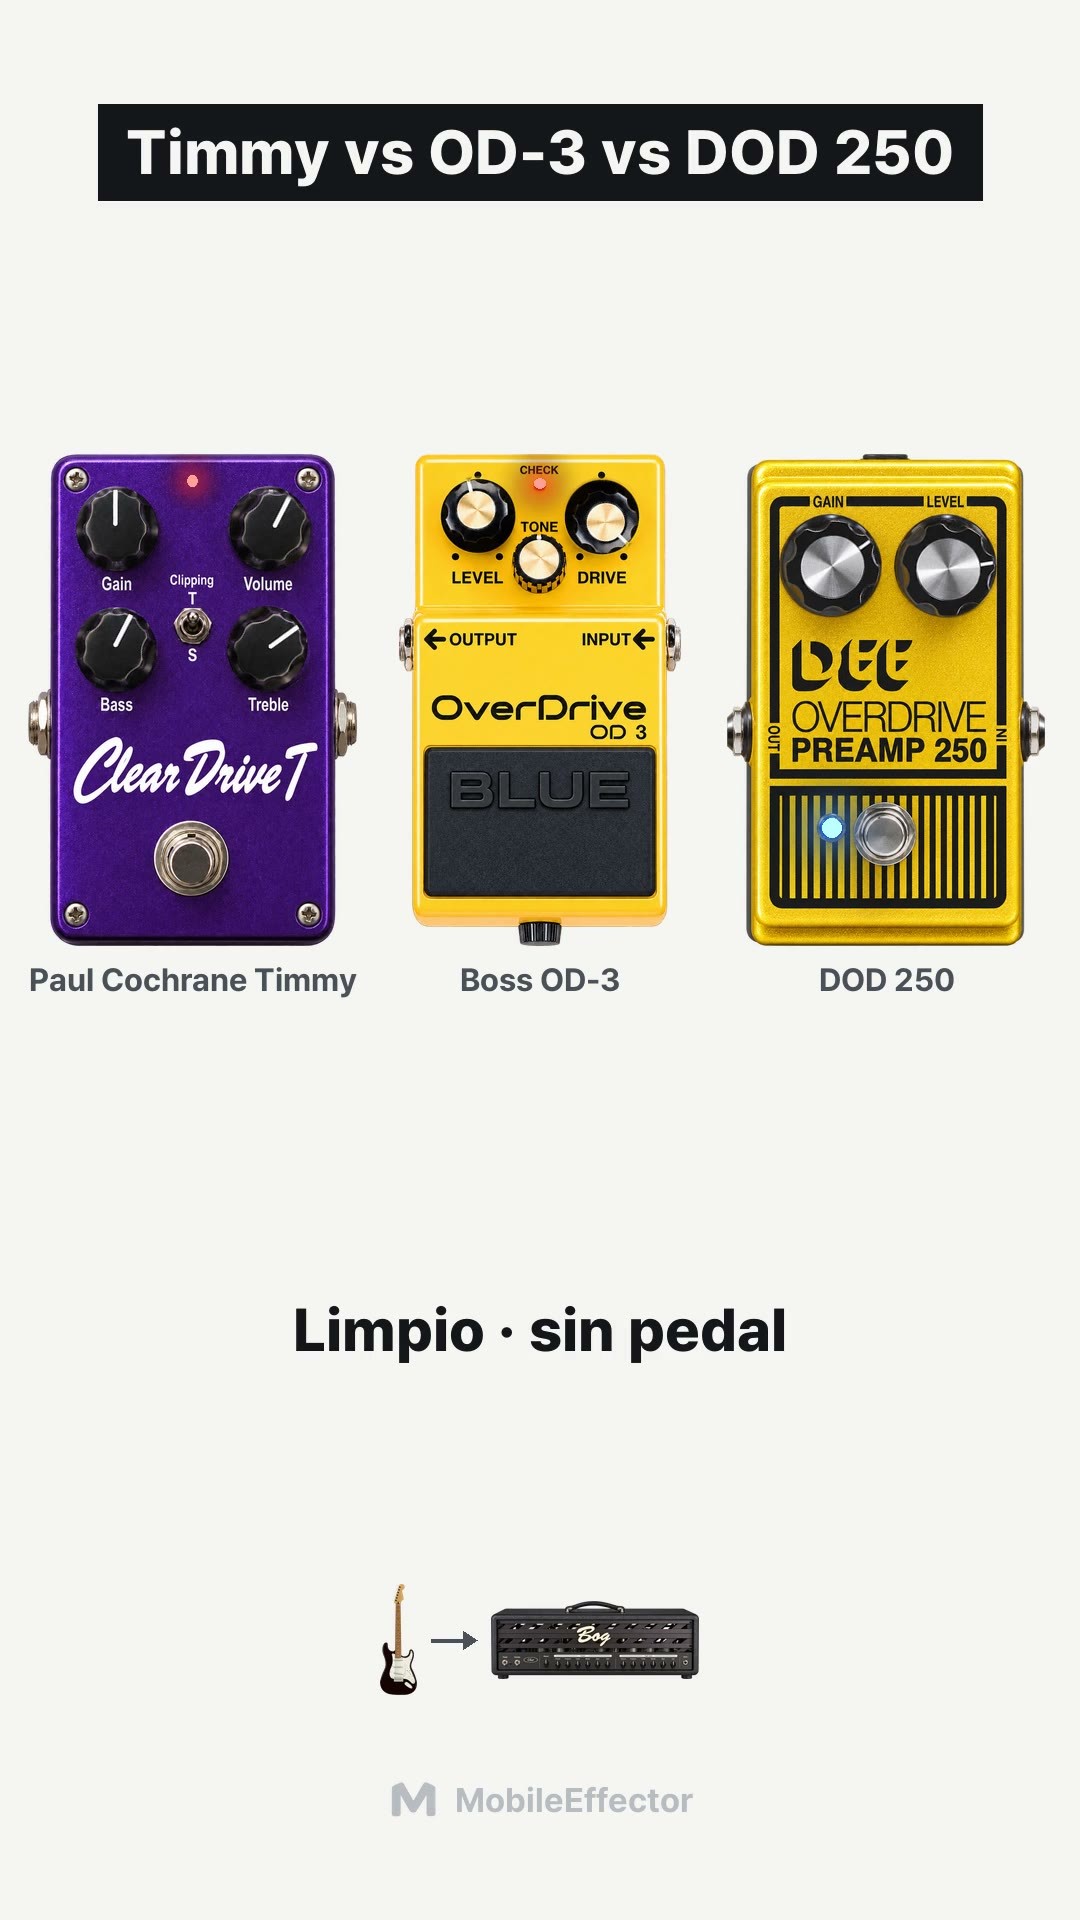 Timmy vs OD-3 vs DOD 250
Gain
Clipping
Volume
T
S
Bass
Treble
Clear Drive T
CHECK
TONE
LEVEL
DRIVE
OUTPUT
INPUT
OverDrive
OD 3
BLUE
GAIN
LEVEL
DEE
OVERDRIVE
PREAMP 250
OUT
IN
Paul Cochrane Timmy
Boss OD-3
DOD 250
Limpio · sin pedal
Bog
MobileEffector